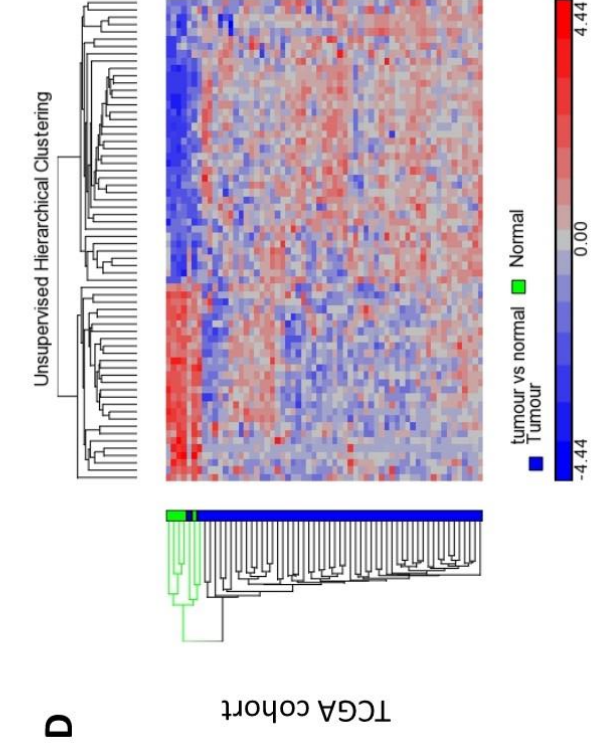 D
TCGA cohort
Unsupervised Hierarchical Clustering
tumour vs normal
Tumour
Normal
-4.44
0.00
4.44